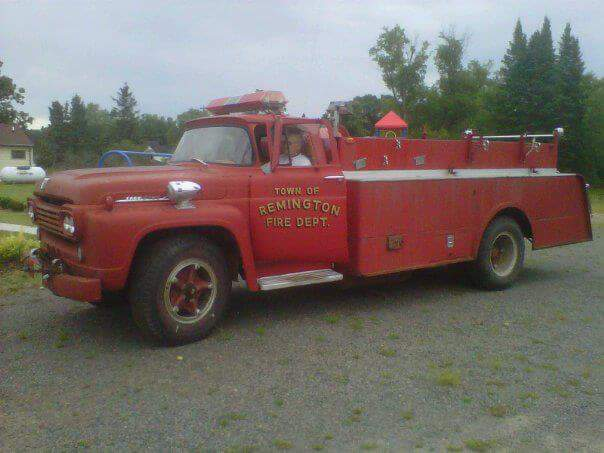 TOWN OF
REMINGTON
FIRE DEPT.